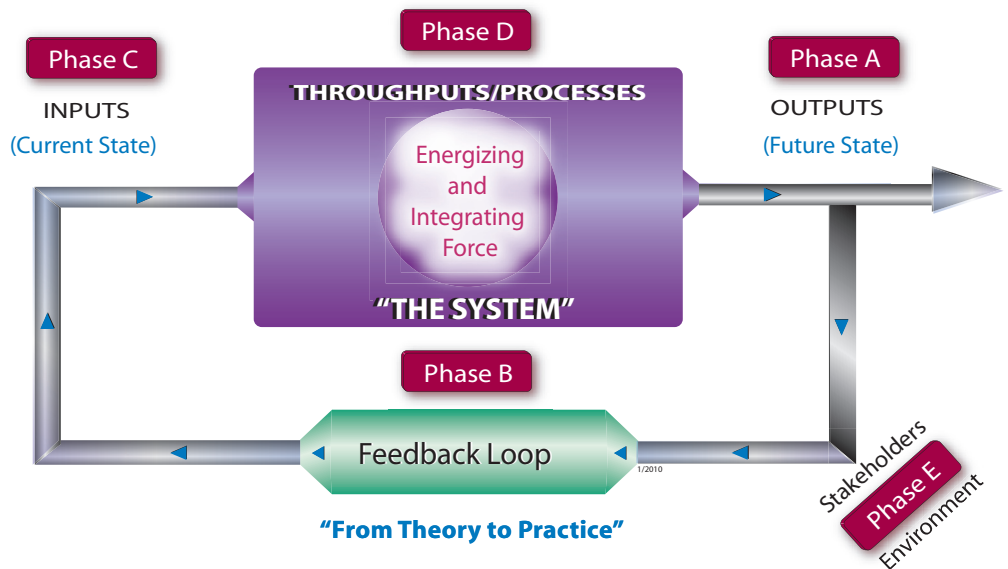 Phase C
INPUTS
(Current State)
Phase D
THROUGHPUTS/PROCESSES
Energizing
and
Integrating
Force
“THE SYSTEM”
Phase A
OUTPUTS
(Future State)
Phase B
Feedback Loop
1/2010
“From Theory to Practice”
Stakeholders
Phase E
Environment